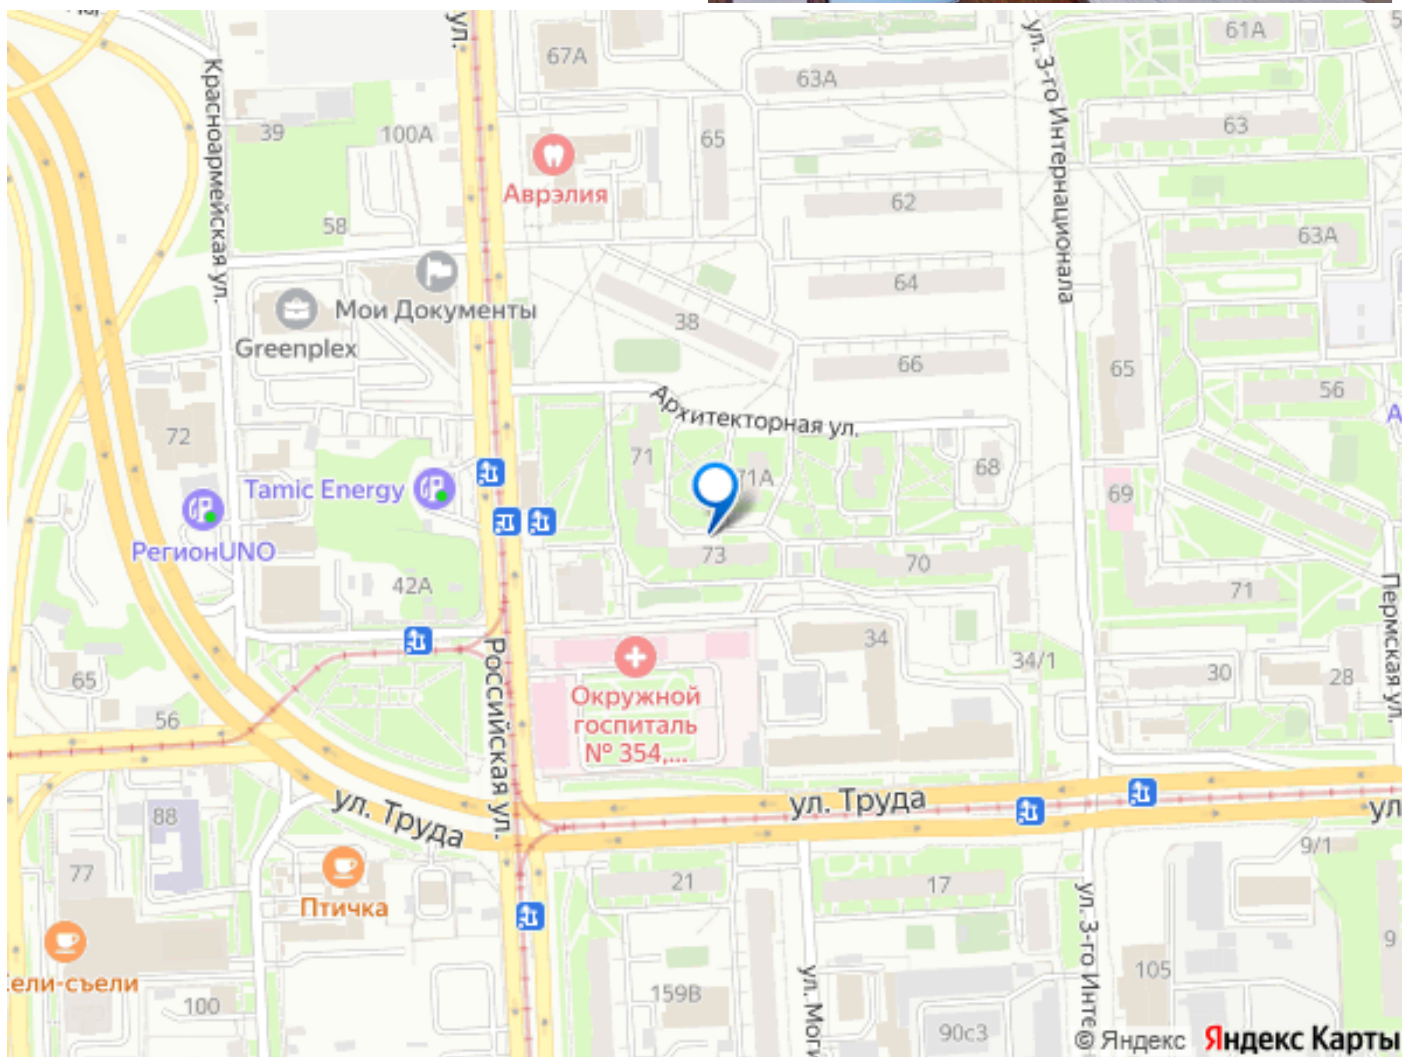 67А
63А
61А
ул. 3-го Интернационала
Красноармейская ул.
ул.
39
100А
65
63
Аврэлия
62
58
63А
Мои Документы
Greenplex
38
64
66
65
56
Архитекторная ул.
72
71
71А
68
69
Tamic Energy
РегионUNO
42А
73
70
71
Пермская ул.
34
34/1
30
28
Российская ул.
Окружной
госпиталь
№ 354,...
65
56
ул. Труда
ул. Труда
ул
88
77
21
17
9/1
Птичка
ели-съели
100
159В
ул. Моги
90с3
ул. 3-го Инте
105
9
© Яндекс Яндекс Карты